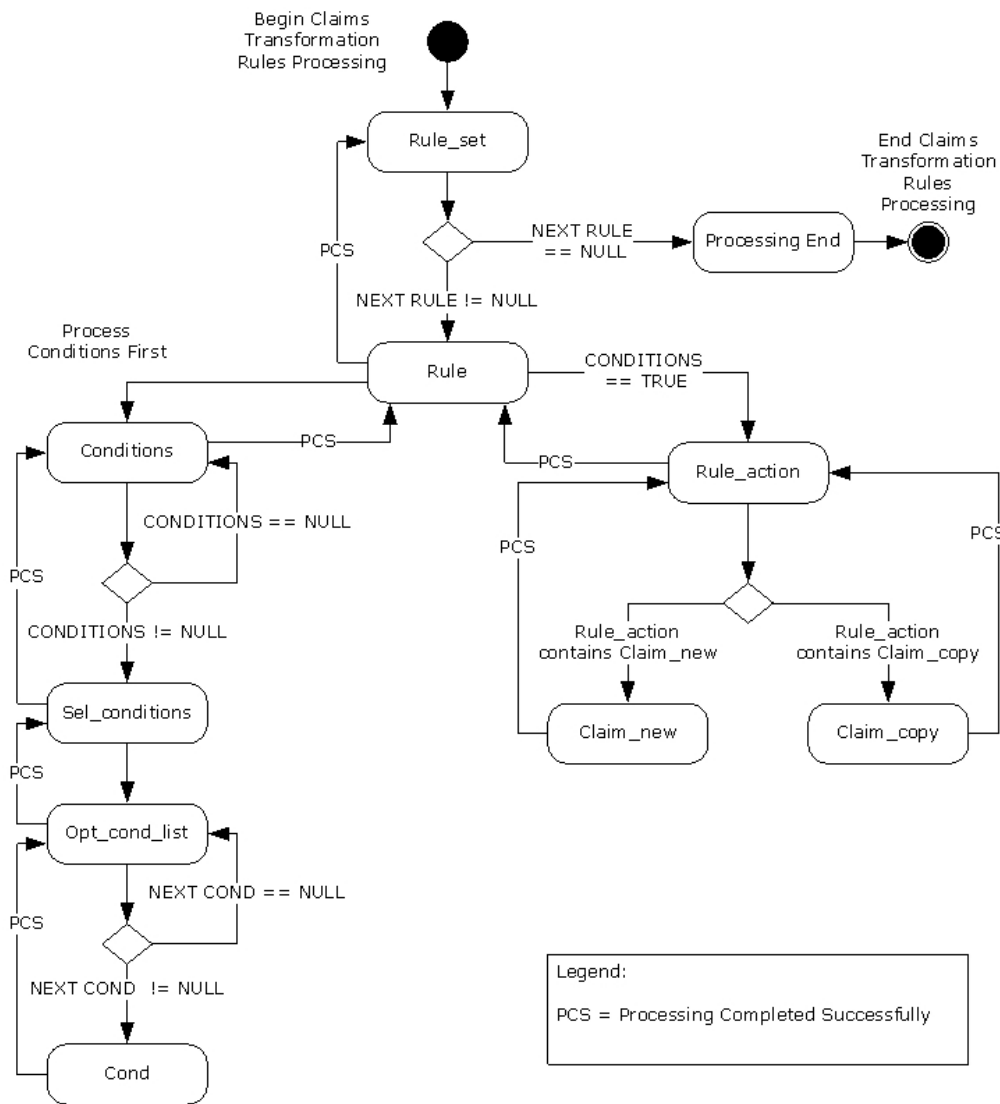 Begin Claims
Transformation
Rules Processing
Rule_set
End Claims
Transformation
Rules
Processing
PCS
NEXT RULE
== NULL
Processing End
NEXT RULE != NULL
Process
Conditions First
Rule
CONDITIONS
== TRUE
Conditions
PCS
PCS
Rule_action
CONDITIONS == NULL
PCS
PCS
PCS
CONDITIONS != NULL
Rule_action
contains Claim_new
Rule_action
contains Claim_copy
Sel_conditions
Claim_new
Claim_copy
PCS
Opt_cond_list
NEXT COND == NULL
PCS
NEXT COND != NULL
Legend:
PCS = Processing Completed Successfully
Cond